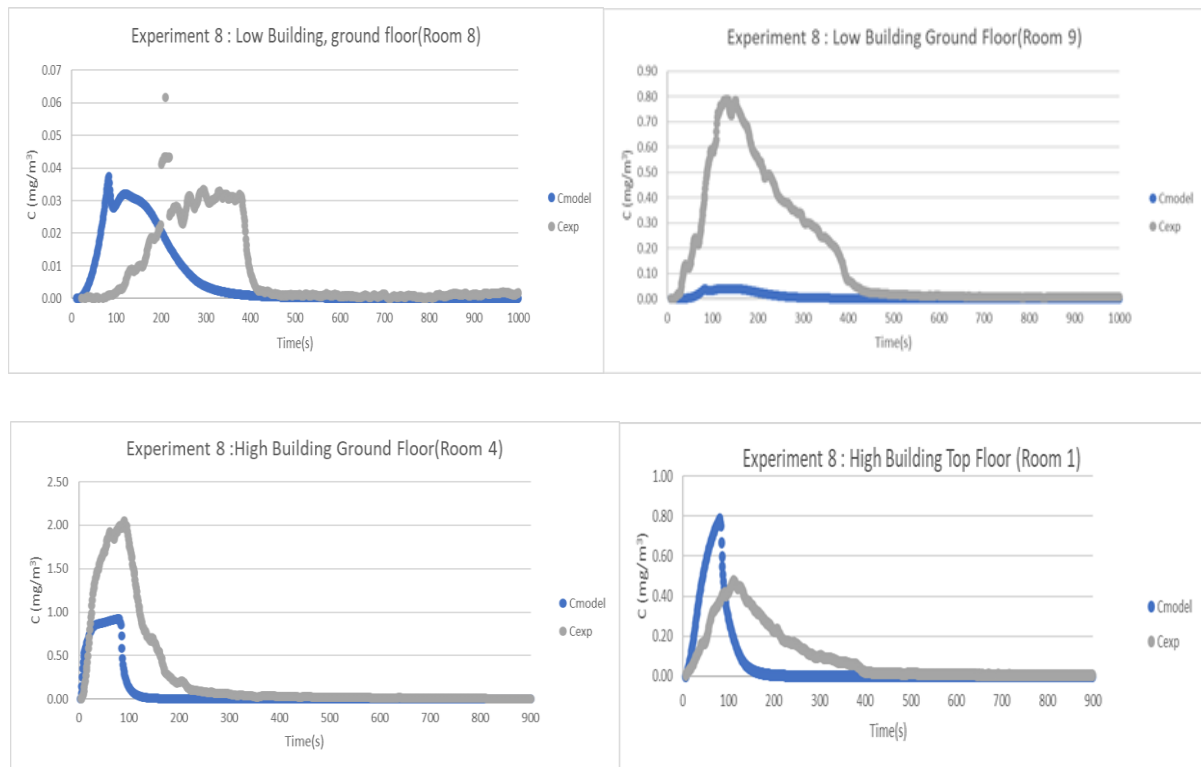 Experiment 8 : Low Building, ground floor(Room 8)
0.07
0.06
0.05
0.04
0.03
0.02
0.01
0.00
C (mg/m³)
0 100 200 300 400 500 600 700 800 900 1000
Time(s)
Cmodel
Cexp
Experiment 8 : Low Building Ground Floor(Room 9)
0.90
0.80
0.70
0.60
0.50
0.40
0.30
0.20
0.10
0.00
C (mg/m³)
0 100 200 300 400 500 600 700 800 900 1000
Time(s)
Cmodel
Cexp
Experiment 8 :High Building Ground Floor(Room 4)
2.50
2.00
1.50
1.00
0.50
0.00
C (mg/m³)
0 100 200 300 400 500 600 700 800 900
Time(s)
Cmodel
Cexp
Experiment 8 : High Building Top Floor (Room 1)
1.00
0.80
0.60
0.40
0.20
0.00
C (mg/m³)
0 100 200 300 400 500 600 700 800 900
Time(s)
Cmodel
Cexp